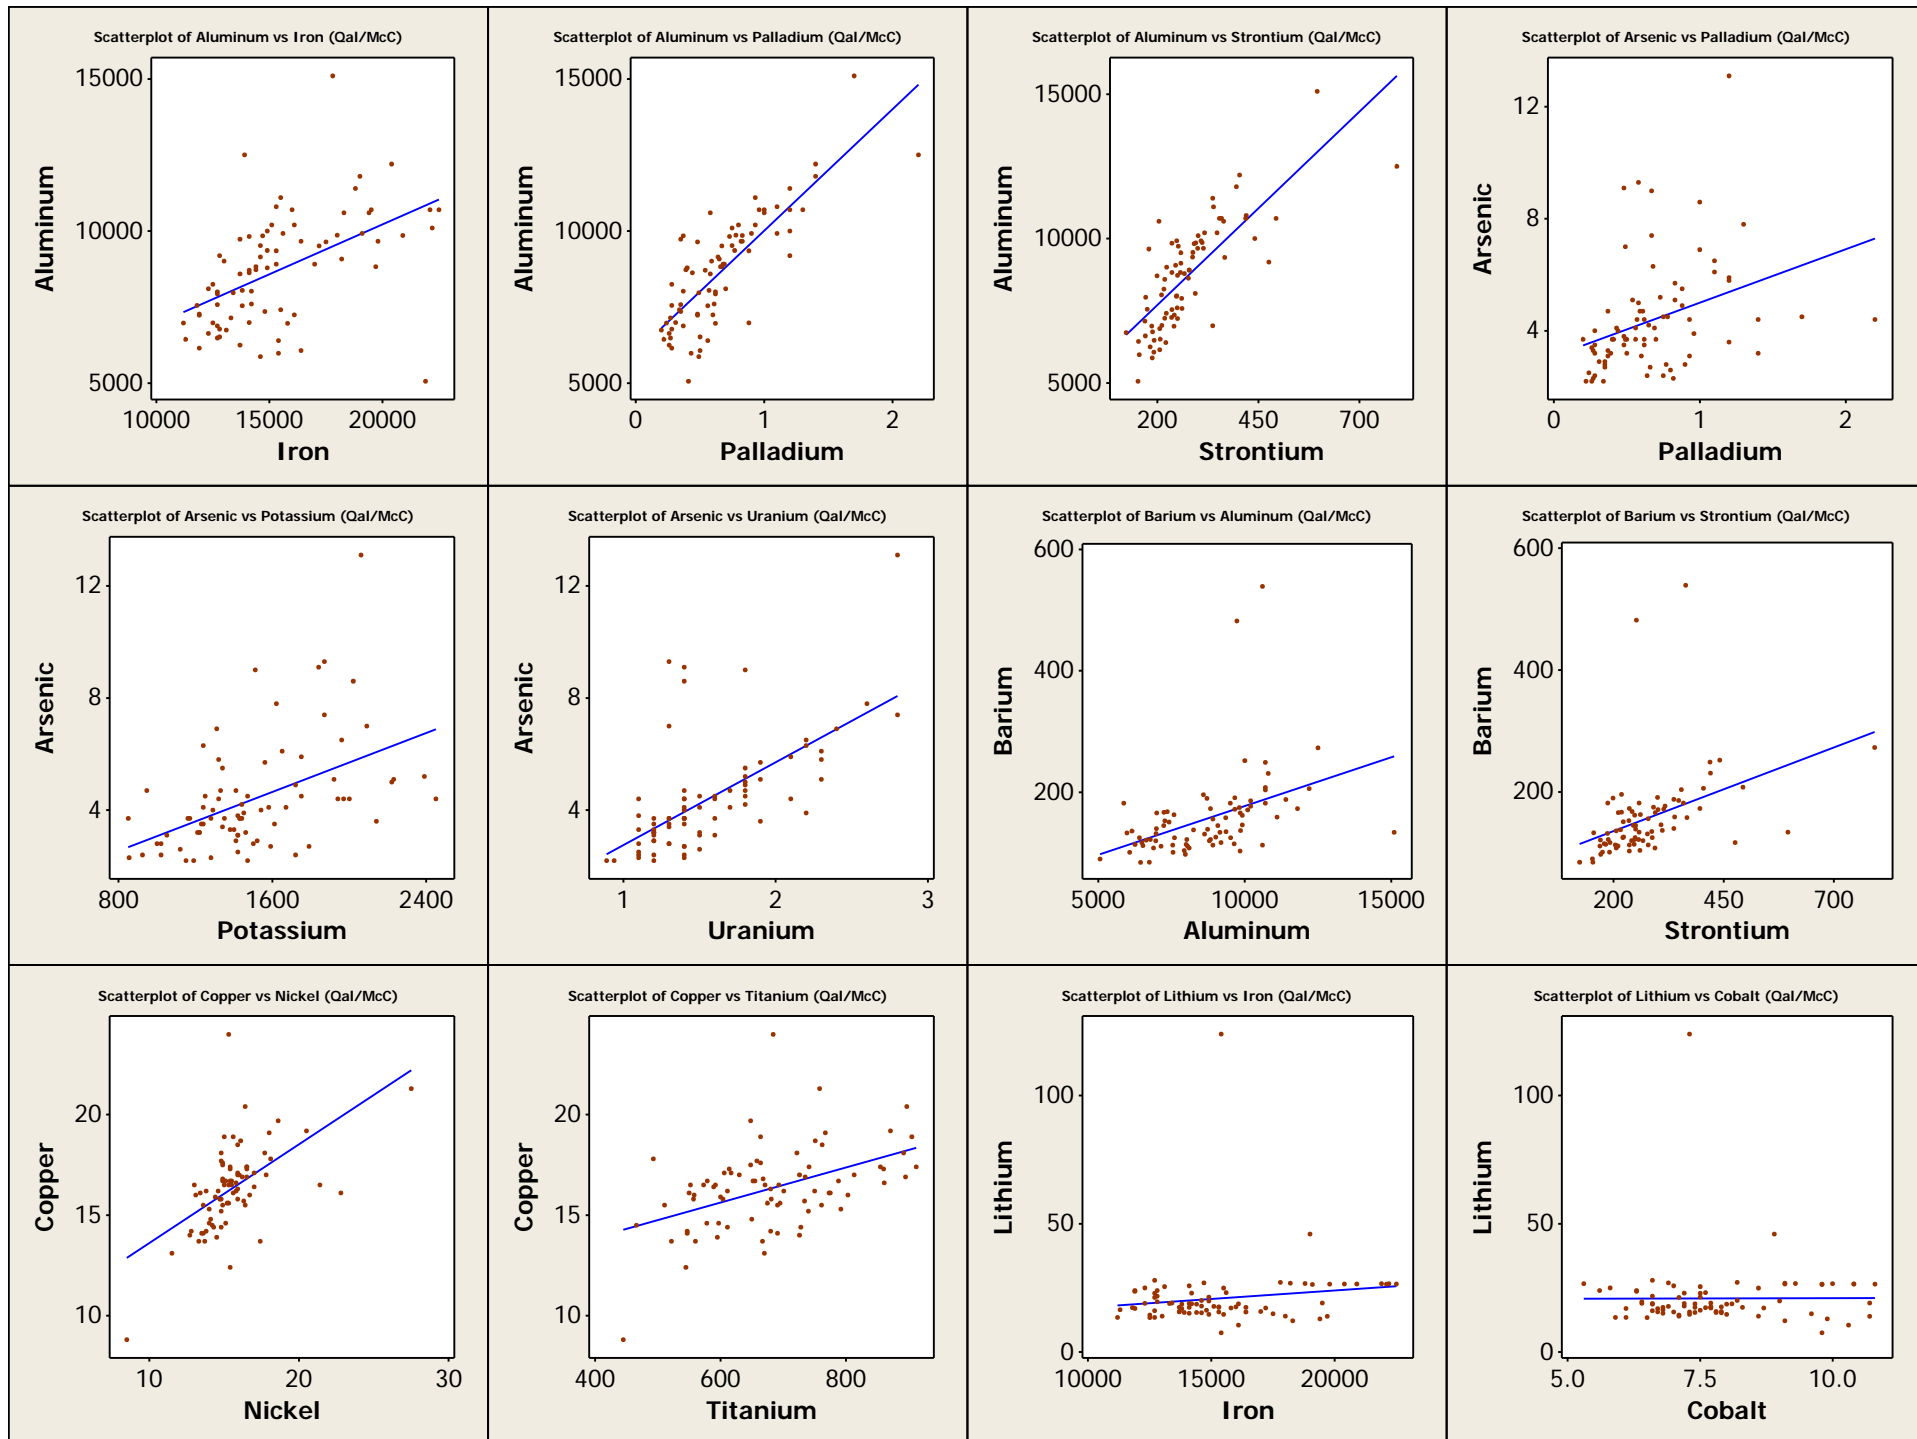 Scatterplot of Aluminum vs Iron (Qal/McC)
15000
10000
5000
Aluminum
10000 15000 20000
Iron
Scatterplot of Aluminum vs Palladium (Qal/McC)
15000
10000
5000
Aluminum
0 1 2
Palladium
Scatterplot of Aluminum vs Strontium (Qal/McC)
15000
10000
5000
Aluminum
200 450 700
Strontium
Scatterplot of Arsenic vs Palladium (Qal/McC)
12
8
4
Arsenic
0 1 2
Palladium
Scatterplot of Arsenic vs Potassium (Qal/McC)
12
8
4
Arsenic
800 1600 2400
Potassium
Scatterplot of Arsenic vs Uranium (Qal/McC)
12
8
4
Arsenic
1 2 3
Uranium
Scatterplot of Barium vs Aluminum (Qal/McC)
600
400
200
Barium
5000 10000 15000
Aluminum
Scatterplot of Barium vs Strontium (Qal/McC)
600
400
200
Barium
200 450 700
Strontium
Scatterplot of Copper vs Nickel (Qal/McC)
20
15
10
Copper
10 20 30
Nickel
Scatterplot of Copper vs Titanium (Qal/McC)
20
15
10
Copper
400 600 800
Titanium
Scatterplot of Lithium vs Iron (Qal/McC)
100
50
0
Lithium
10000 15000 20000
Iron
Scatterplot of Lithium vs Cobalt (Qal/McC)
100
50
0
Lithium
5.0 7.5 10.0
Cobalt